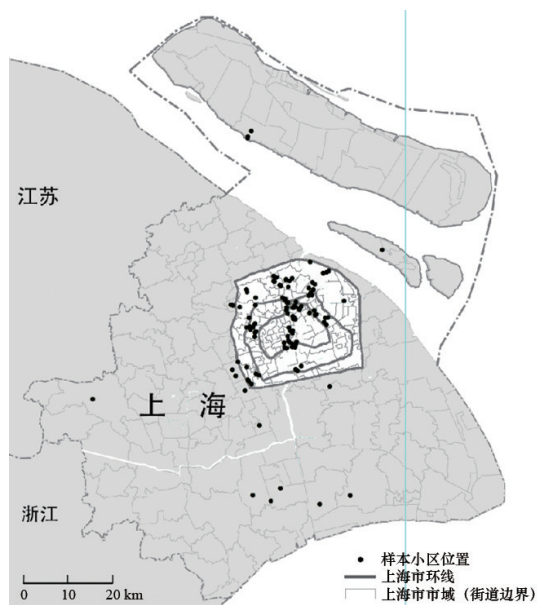 江苏
上 海
浙江
样本小区位置
上海市环线
上海市市域（街道边界）
0 10 20 km